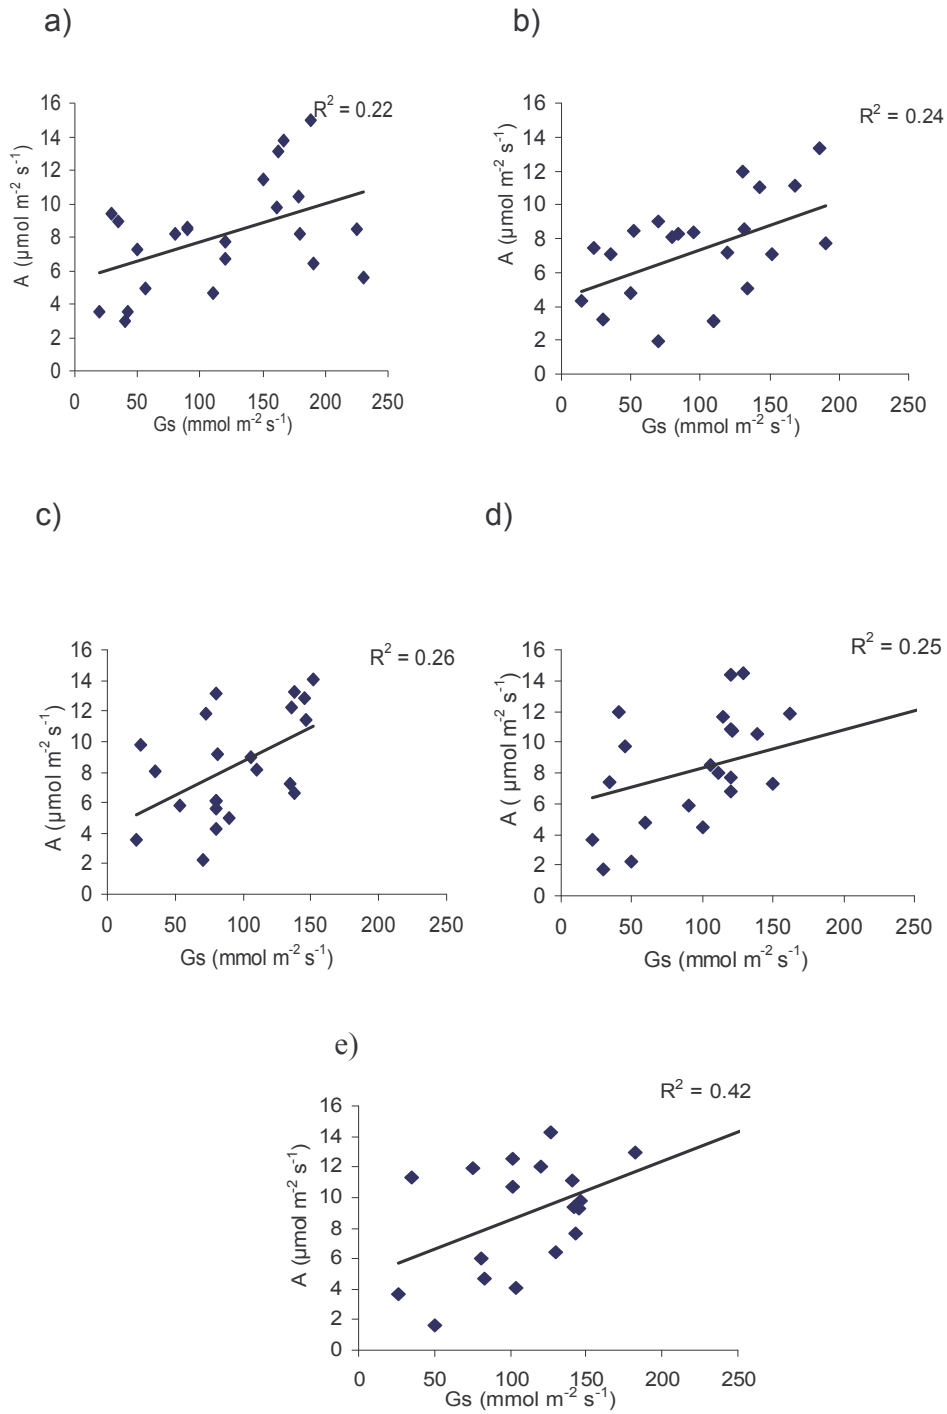 a)
R² = 0.22
A (µmol m⁻² s⁻¹)
16
14
12
10
8
6
4
2
0
0 50 100 150 200 250
Gs (mmol m⁻² s⁻¹)
b)
R² = 0.24
A (µmol m⁻² s⁻¹)
16
14
12
10
8
6
4
2
0
0 50 100 150 200 250
Gs (mmol m⁻² s⁻¹)
c)
R² = 0.26
A (µmol m⁻² s⁻¹)
16
14
12
10
8
6
4
2
0
0 50 100 150 200 250
Gs (mmol m⁻² s⁻¹)
d)
R² = 0.25
A ( µmol m⁻² s⁻¹)
16
14
12
10
8
6
4
2
0
0 50 100 150 200 250
Gs (mmol m⁻² s⁻¹)
e)
R² = 0.42
A (µmol m⁻² s⁻¹)
16
14
12
10
8
6
4
2
0
0 50 100 150 200 250
Gs (mmol m⁻² s⁻¹)